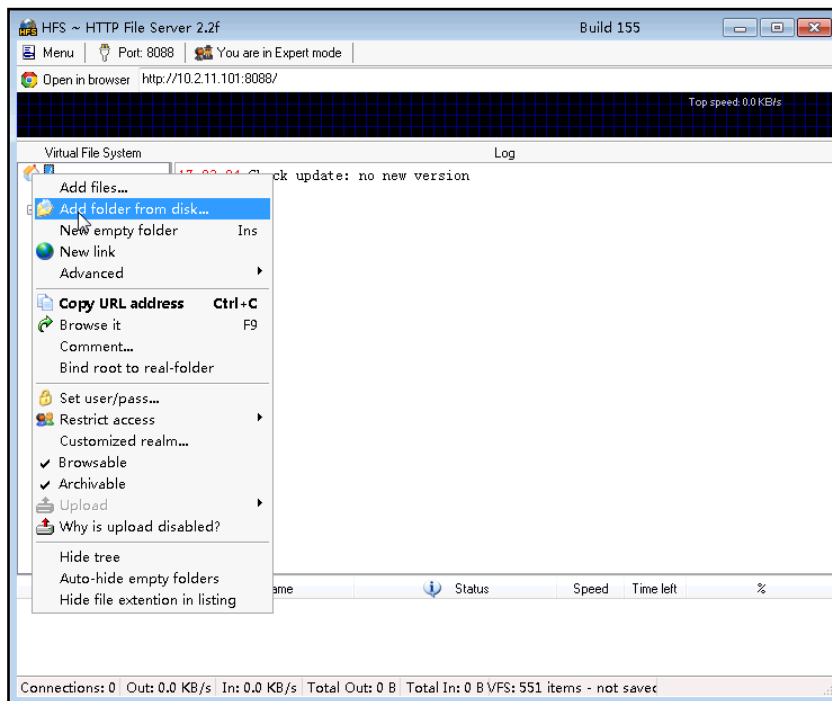 HFS ~ HTTP File Server 2.2f Build 155
Menu Port: 8088 You are in Expert mode
Open in browser http://10.2.11.101:8088/
Top speed: 0.0 KB/s
Virtual File System Log
Check update: no new version
Add files...
Add folder from disk...
New empty folder Ins
New link
Advanced
Copy URL address Ctrl+C
Browse it F9
Comment...
Bind root to real-folder
Set user/pass...
Restrict access
Customized realm...
Browsable
Archivable
Upload
Why is upload disabled?
Hide tree
Auto-hide empty folders
Hide file extention in listing
Status Speed Time left %
Connections: 0 Out: 0.0 KB/s In: 0.0 KB/s Total Out: 0 B Total In: 0 B VFS: 551 items - not saved